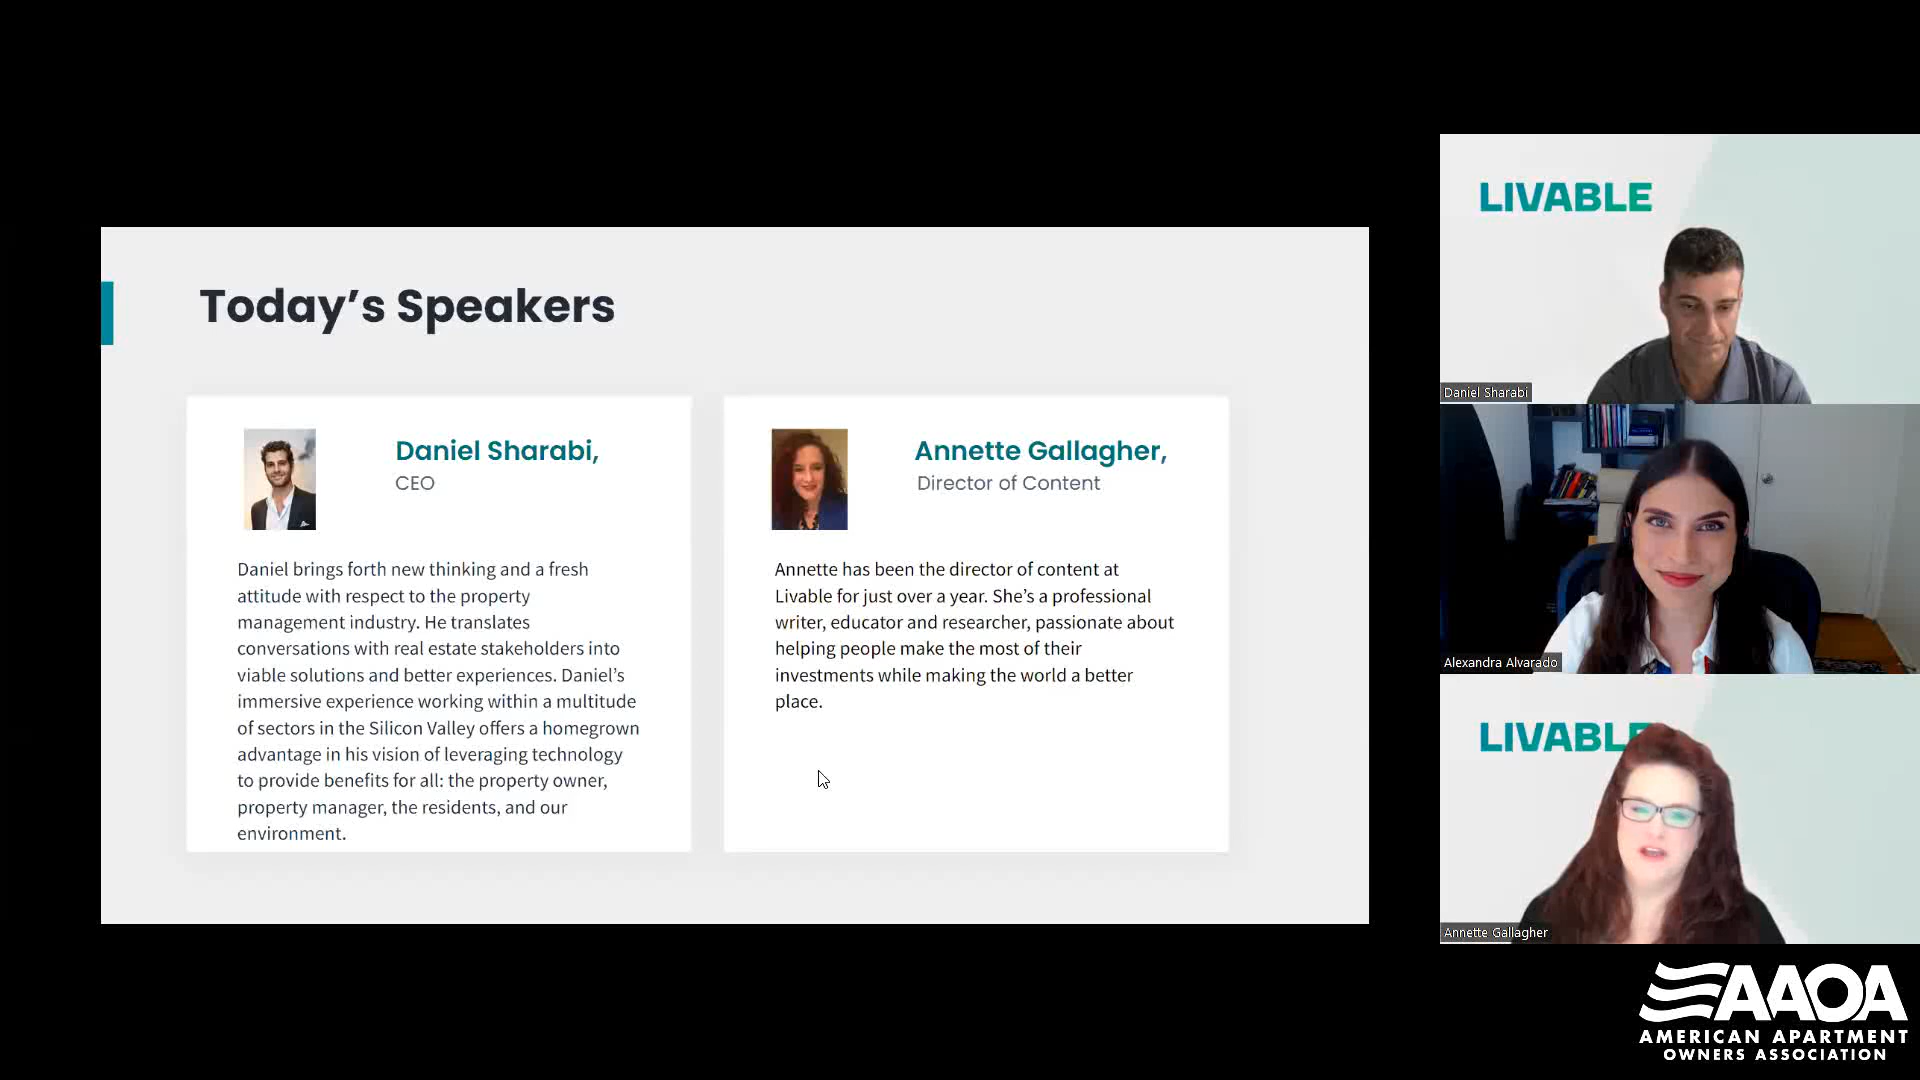 Today’s Speakers
Daniel Sharabi,
CEO
Daniel brings forth new thinking and a fresh
attitude with respect to the property
management industry. He translates
conversations with real estate stakeholders into
viable solutions and better experiences. Daniel’s
immersive experience working within a multitude
of sectors in the Silicon Valley offers a homegrown
advantage in his vision of leveraging technology
to provide benefits for all: the property owner,
property manager, the residents, and our
environment.
Annette Gallagher,
Director of Content
Annette has been the director of content at
Livable for just over a year. She’s a professional
writer, educator and researcher, passionate about
helping people make the most of their
investments while making the world a better
place.
LIVABLE
Daniel Sharabi
Alexandra Alvarado
LIVABL
Annette Gallagher
AAOA
AMERICAN APARTMENT
OWNERS ASSOCIATION